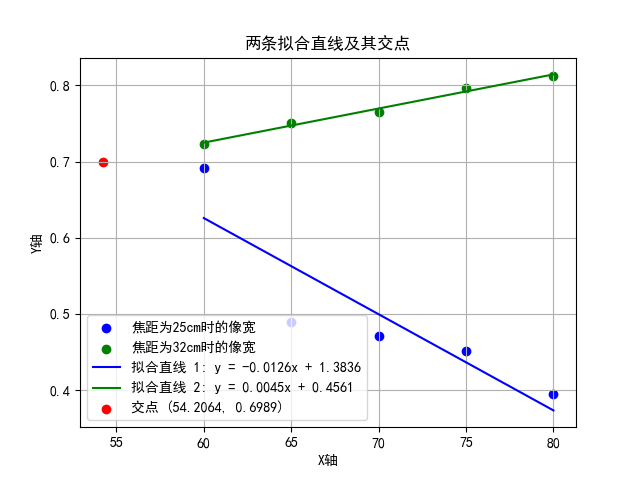 两条拟合直线及其交点
Y轴
0.8
0.7
0.6
0.5
0.4
焦距为25cm时的像宽
焦距为32cm时的像宽
拟合直线 1: y = -0.0126x + 1.3836
拟合直线 2: y = 0.0045x + 0.4561
交点 (54.2064, 0.6989)
55 60 65 70 75 80
X轴